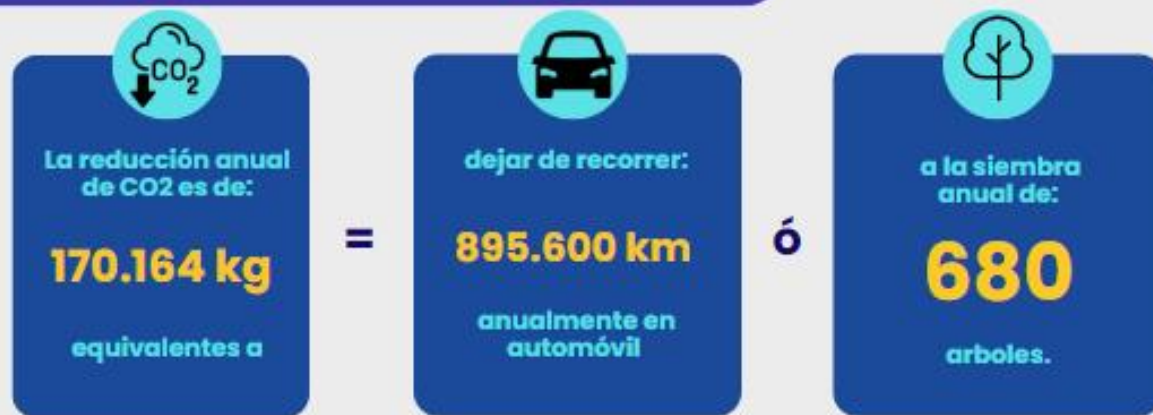 CO2
La reducción anual
de CO2 es de:
170.164 kg
equivalentes a
=
dejar de recorrer:
895.600 km
anualmente en
automóvil
ó
a la siembra
anual de:
680
arboles.